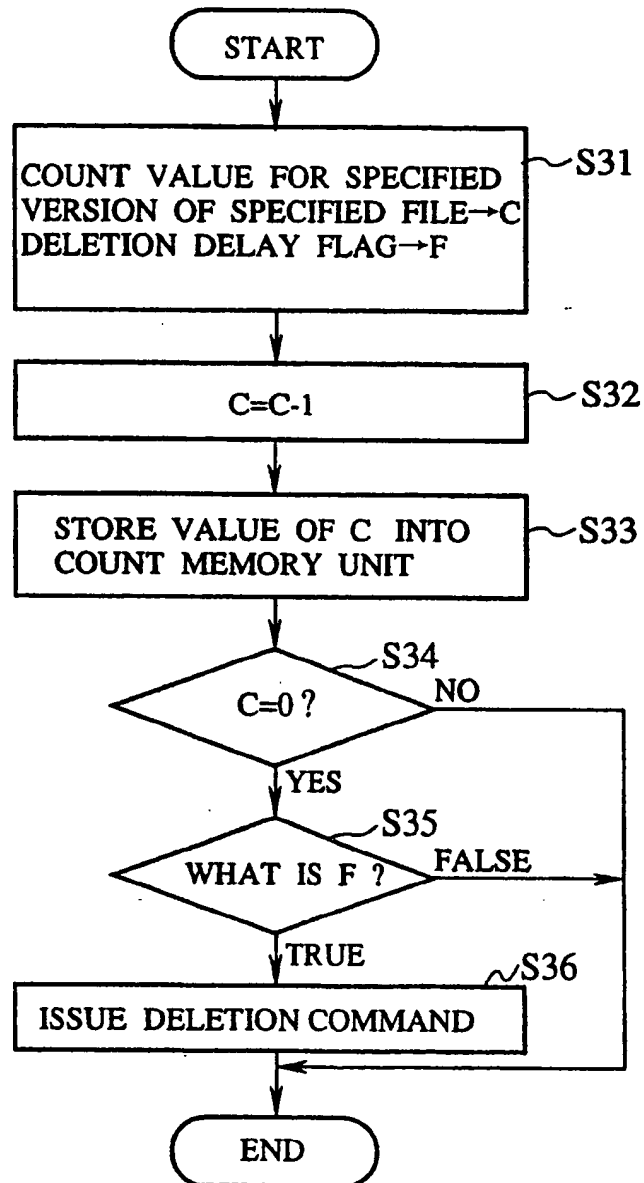 START
COUNT VALUE FOR SPECIFIED
VERSION OF SPECIFIED FILE→C
DELETION DELAY FLAG→F
S31
C=C-1
S32
STORE VALUE OF C INTO
COUNT MEMORY UNIT
S33
S34
C=0?
NO
YES
S35
WHAT IS F ?
FALSE
TRUE
S36
ISSUE DELETION COMMAND
END